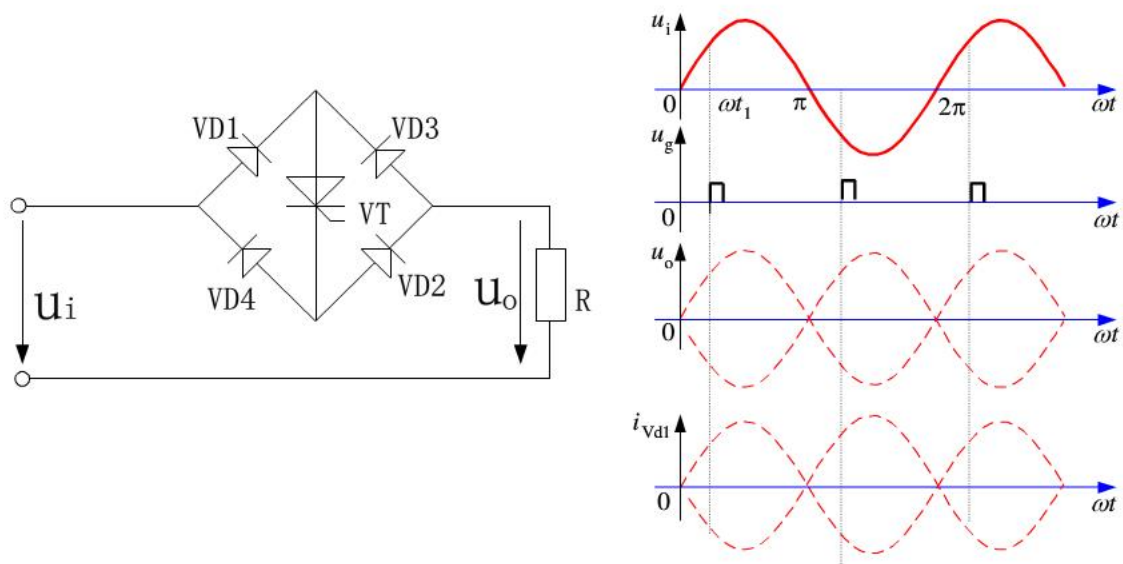 VD1
VD3
VT
VD4
VD2
ui
uo
R
ui
0
ωt1
π
2π
ωt
ug
0
ωt
uo
0
ωt
iVd1
0
ωt